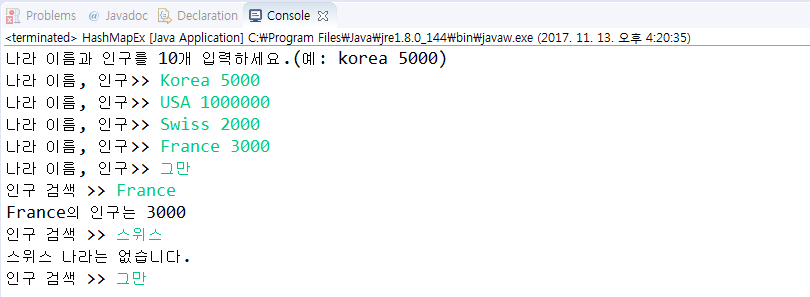 Problems @ Javadoc Declaration Console
<terminated> HashMapEx [Java Application] C:₩Program Files₩Java₩jre1.8.0_144₩bin₩javaw.exe (2017. 11. 13. 오후 4:20:35)
나라 이름과 인구를 10개 입력하세요.(예: korea 5000)
나라 이름, 인구>> Korea 5000
나라 이름, 인구>> USA 1000000
나라 이름, 인구>> Swiss 2000
나라 이름, 인구>> France 3000
나라 이름, 인구>> 그만
인구 검색 >> France
France의 인구는 3000
인구 검색 >> 스위스
스위스 나라는 없습니다.
인구 검색 >> 그만